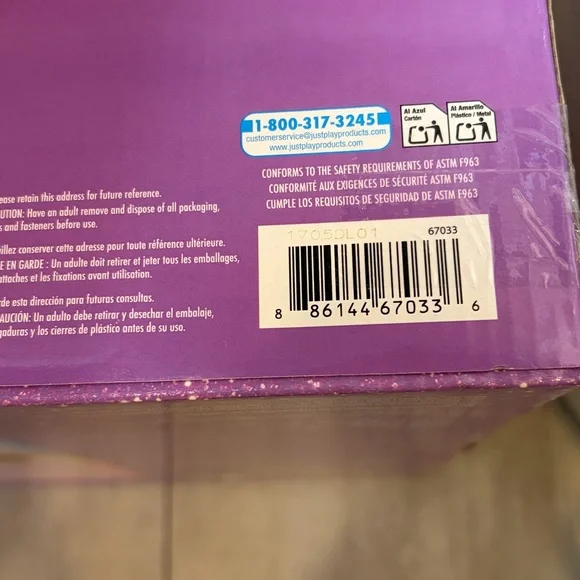 1-800-317-3245
customerservice@justplayproducts.com
www.justplayproducts.com
Al Azul
Cartón
Al Amarillo
Plástico / Metal
CONFORMS TO THE SAFETY REQUIREMENTS OF ASTM F963
CONFORMITÉ AUX EXIGENCES DE SÉCURITÉ ASTM F963
CUMPLE LOS REQUISITOS DE SEGURIDAD DE ASTM F963
ease retain this address for future reference.
UTION: Have an adult remove and dispose of all packaging,
s and fasteners before use.
illez conserver cette adresse pour toute référence ultérieure.
E EN GARDE : Un adulte doit retirer et jeter tous les emballages,
attaches et les fixations avant utilisation.
rde esta dirección para futuras consultas.
AUCIÓN: Un adulto debe retirar y desechar el embalaje,
gaduras y los cierres de plástico antes de su uso.
1705DL01
67033
8 86144 67033 6